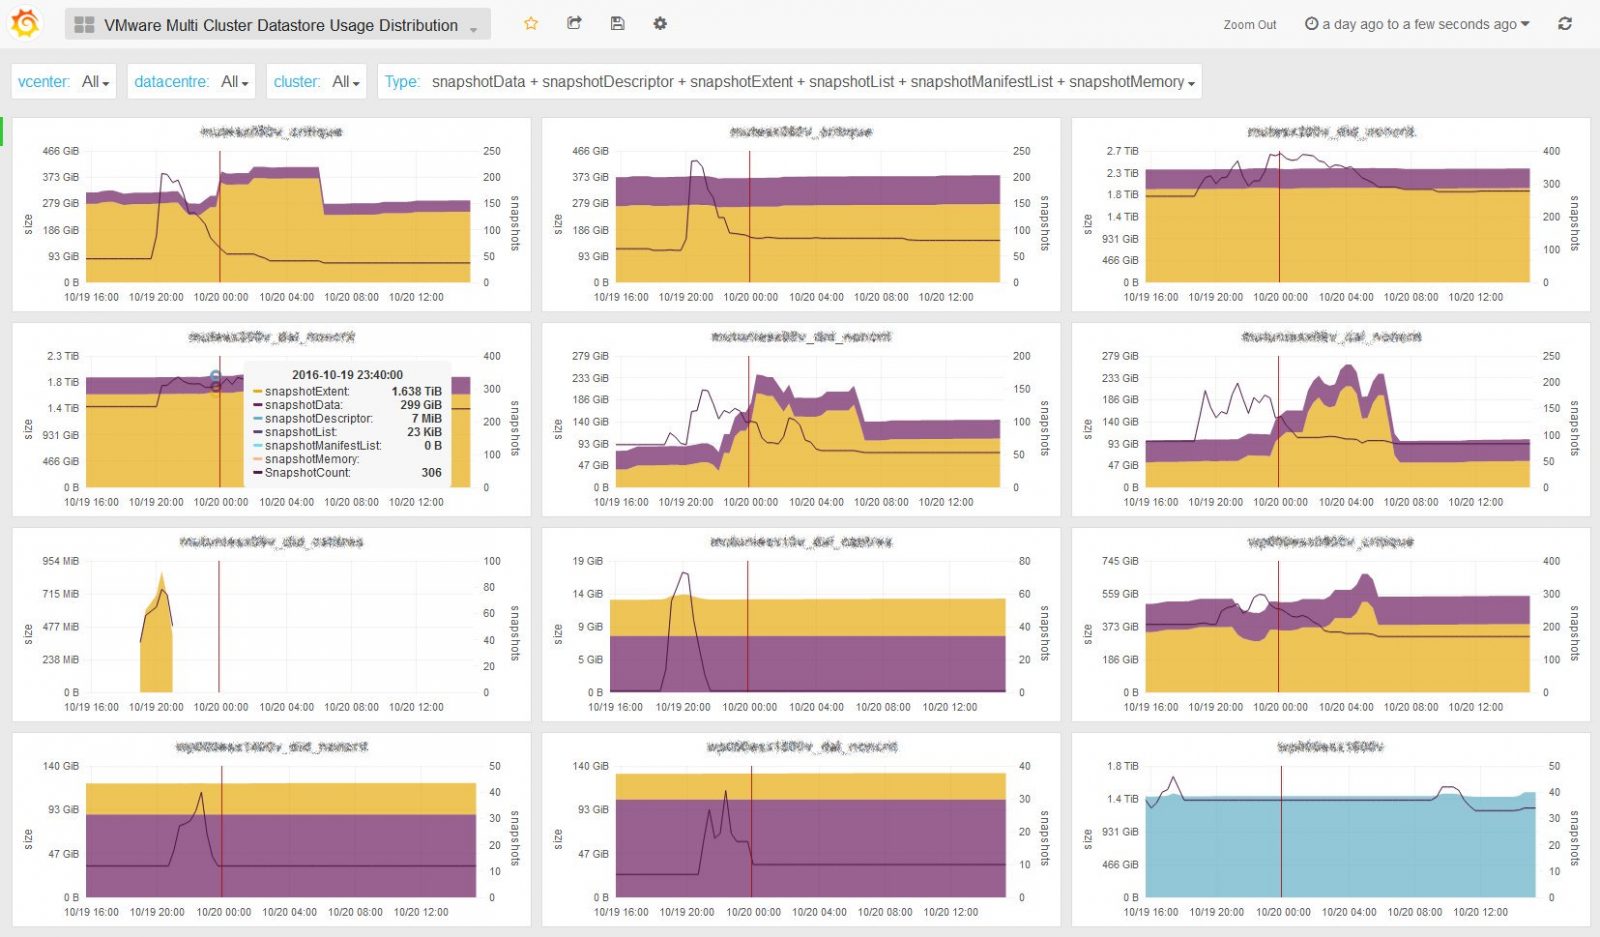 VMware Multi Cluster Datastore Usage Distribution
Zoom Out
a day ago to a few seconds ago
vcenter: All
datacentre: All
cluster: All
Type: snapshotData + snapshotDescriptor + snapshotExtent + snapshotList + snapshotManifestList + snapshotMemory
466 GiB
373 GiB
279 GiB
186 GiB
93 GiB
0 B
size
250
200
150
100
50
0
snapshots
10/19 16:00 10/19 20:00 10/20 00:00 10/20 04:00 10/20 08:00 10/20 12:00
466 GiB
373 GiB
279 GiB
186 GiB
93 GiB
0 B
size
250
200
150
100
50
0
snapshots
10/19 16:00 10/19 20:00 10/20 00:00 10/20 04:00 10/20 08:00 10/20 12:00
2.7 TiB
2.3 TiB
1.8 TiB
1.4 TiB
931 GiB
466 GiB
0 B
size
400
300
200
100
0
snapshots
10/19 16:00 10/19 20:00 10/20 00:00 10/20 04:00 10/20 08:00 10/20 12:00
2.3 TiB
1.8 TiB
1.4 TiB
931 GiB
466 GiB
0 B
size
2016-10-19 23:40:00
snapshotExtent: 1.638 TiB
snapshotData: 299 GiB
snapshotDescriptor: 7 MiB
snapshotList: 23 KiB
snapshotManifestList: 0 B
snapshotMemory:
SnapshotCount: 306
400
300
200
100
0
snapshots
10/19 16:00 10/19 20:00 10/20 00:00 10/20 04:00 10/20 08:00 10/20 12:00
279 GiB
233 GiB
186 GiB
140 GiB
93 GiB
47 GiB
0 B
size
200
150
100
50
0
snapshots
10/19 16:00 10/19 20:00 10/20 00:00 10/20 04:00 10/20 08:00 10/20 12:00
279 GiB
233 GiB
186 GiB
140 GiB
93 GiB
47 GiB
0 B
size
250
200
150
100
50
0
snapshots
10/19 16:00 10/19 20:00 10/20 00:00 10/20 04:00 10/20 08:00 10/20 12:00
954 MiB
715 MiB
477 MiB
238 MiB
0 B
size
100
80
60
40
20
0
snapshots
10/19 16:00 10/19 20:00 10/20 00:00 10/20 04:00 10/20 08:00 10/20 12:00
19 GiB
14 GiB
9 GiB
5 GiB
0 B
size
80
60
40
20
0
snapshots
10/19 16:00 10/19 20:00 10/20 00:00 10/20 04:00 10/20 08:00 10/20 12:00
745 GiB
559 GiB
373 GiB
186 GiB
0 B
size
400
300
200
100
0
snapshots
10/19 16:00 10/19 20:00 10/20 00:00 10/20 04:00 10/20 08:00 10/20 12:00
140 GiB
93 GiB
47 GiB
0 B
size
50
40
30
20
10
0
snapshots
10/19 16:00 10/19 20:00 10/20 00:00 10/20 04:00 10/20 08:00 10/20 12:00
140 GiB
93 GiB
47 GiB
0 B
size
40
30
20
10
0
snapshots
10/19 16:00 10/19 20:00 10/20 00:00 10/20 04:00 10/20 08:00 10/20 12:00
1.8 TiB
1.4 TiB
931 GiB
466 GiB
0 B
size
50
40
30
20
10
0
snapshots
10/19 16:00 10/19 20:00 10/20 00:00 10/20 04:00 10/20 08:00 10/20 12:00